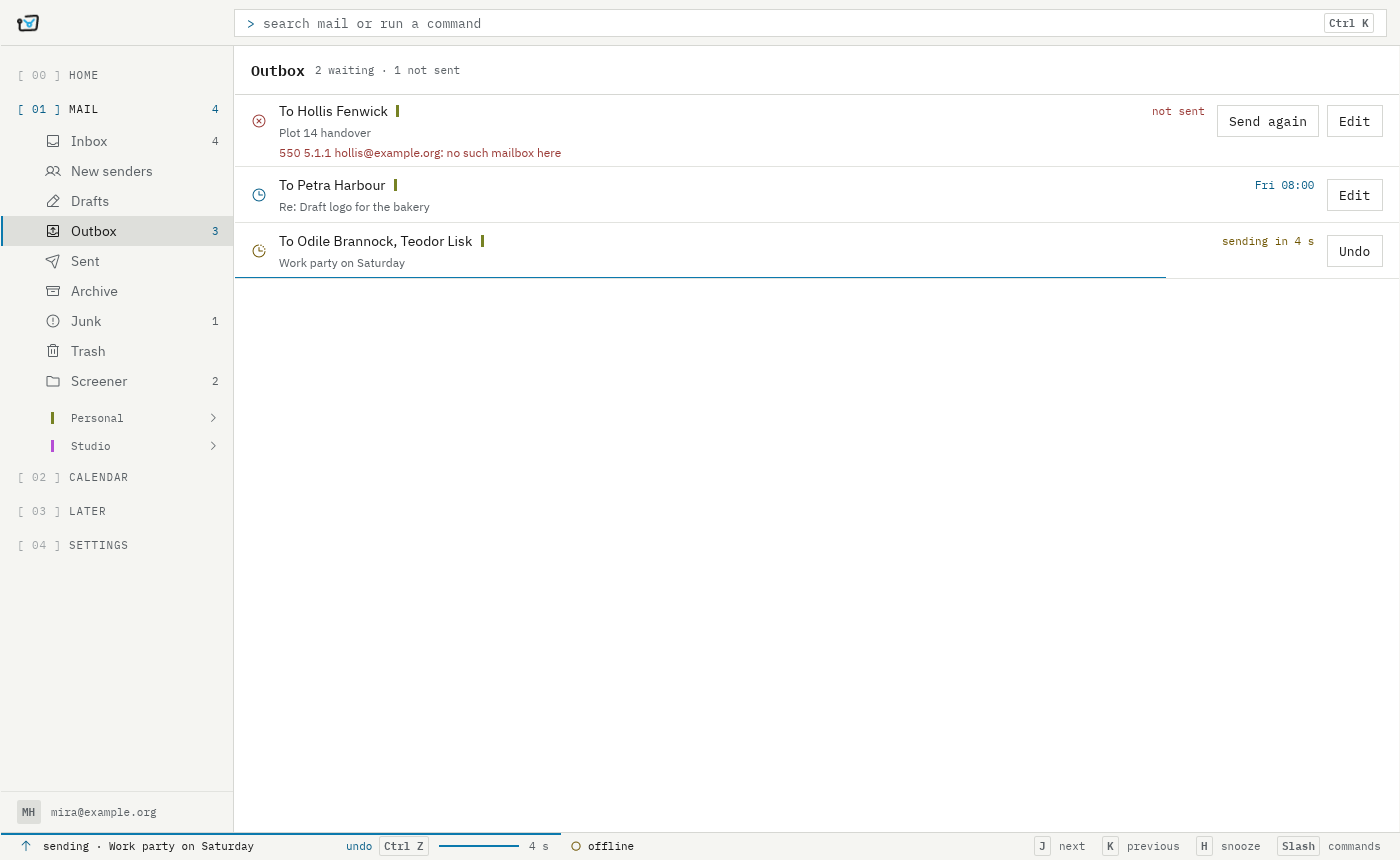 > search mail or run a command Ctrl K
[ 00 ] HOME
[ 01 ] MAIL 4
Inbox 4
New senders
Drafts
Outbox 3
Sent
Archive
Junk 1
Trash
Screener 2
Personal
Studio
[ 02 ] CALENDAR
[ 03 ] LATER
[ 04 ] SETTINGS
MH mira@example.org
Outbox 2 waiting · 1 not sent
To Hollis Fenwick not sent Send again Edit
Plot 14 handover
550 5.1.1 hollis@example.org: no such mailbox here
To Petra Harbour Fri 08:00 Edit
Re: Draft logo for the bakery
To Odile Brannock, Teodor Lisk sending in 4 s Undo
Work party on Saturday
sending · Work party on Saturday undo Ctrl Z 4 s offline J next K previous H snooze Slash commands